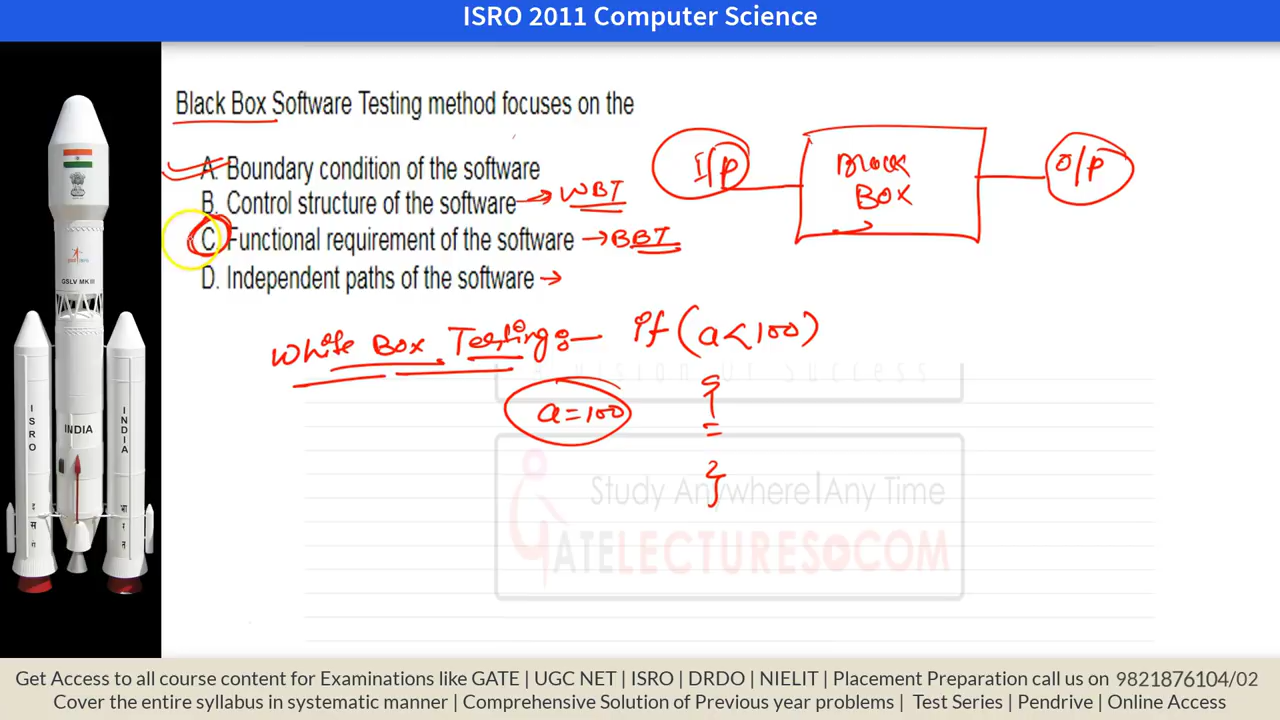 ISRO 2011 Computer Science
Black Box Software Testing method focuses on the
A. Boundary condition of the software
B. Control structure of the software → WBT
C Functional requirement of the software → BBT
D. Independent paths of the software →
I/p
Block
Box
O/p
White Box Testing :- if (a<100)
{
}
a=100
GSLV MK III
ISRO
INDIA
INDIA
Success
Study Anywhere | Any Time
GATELECTURES.COM
Get Access to all course content for Examinations like GATE | UGC NET | ISRO | DRDO | NIELIT | Placement Preparation call us on 9821876104/02
Cover the entire syllabus in systematic manner | Comprehensive Solution of Previous year problems | Test Series | Pendrive | Online Access